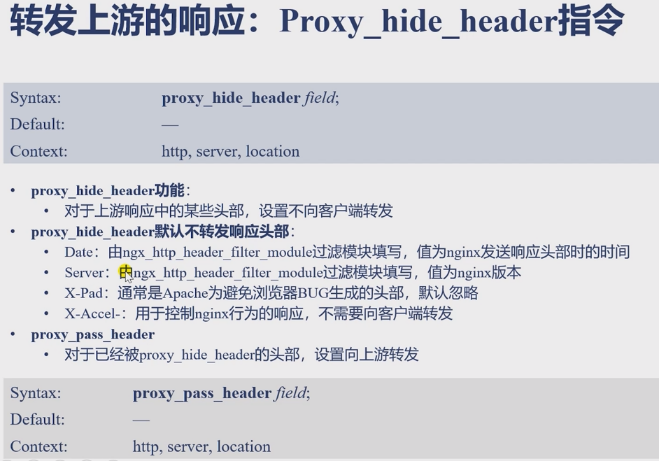 转发上游的响应：Proxy_hide_header指令
Syntax: proxy_hide_header field;
Default: —
Context: http, server, location
• proxy_hide_header功能：
• 对于上游响应中的某些头部，设置不向客户端转发
• proxy_hide_header默认不转发响应头部：
• Date：由ngx_http_header_filter_module过滤模块填写，值为nginx发送响应头部时的时间
• Server：由ngx_http_header_filter_module过滤模块填写，值为nginx版本
• X-Pad：通常是Apache为避免浏览器BUG生成的头部，默认忽略
• X-Accel-：用于控制nginx行为的响应，不需要向客户端转发
• proxy_pass_header
• 对于已经被proxy_hide_header的头部，设置向上游转发
Syntax: proxy_pass_header field;
Default: —
Context: http, server, location